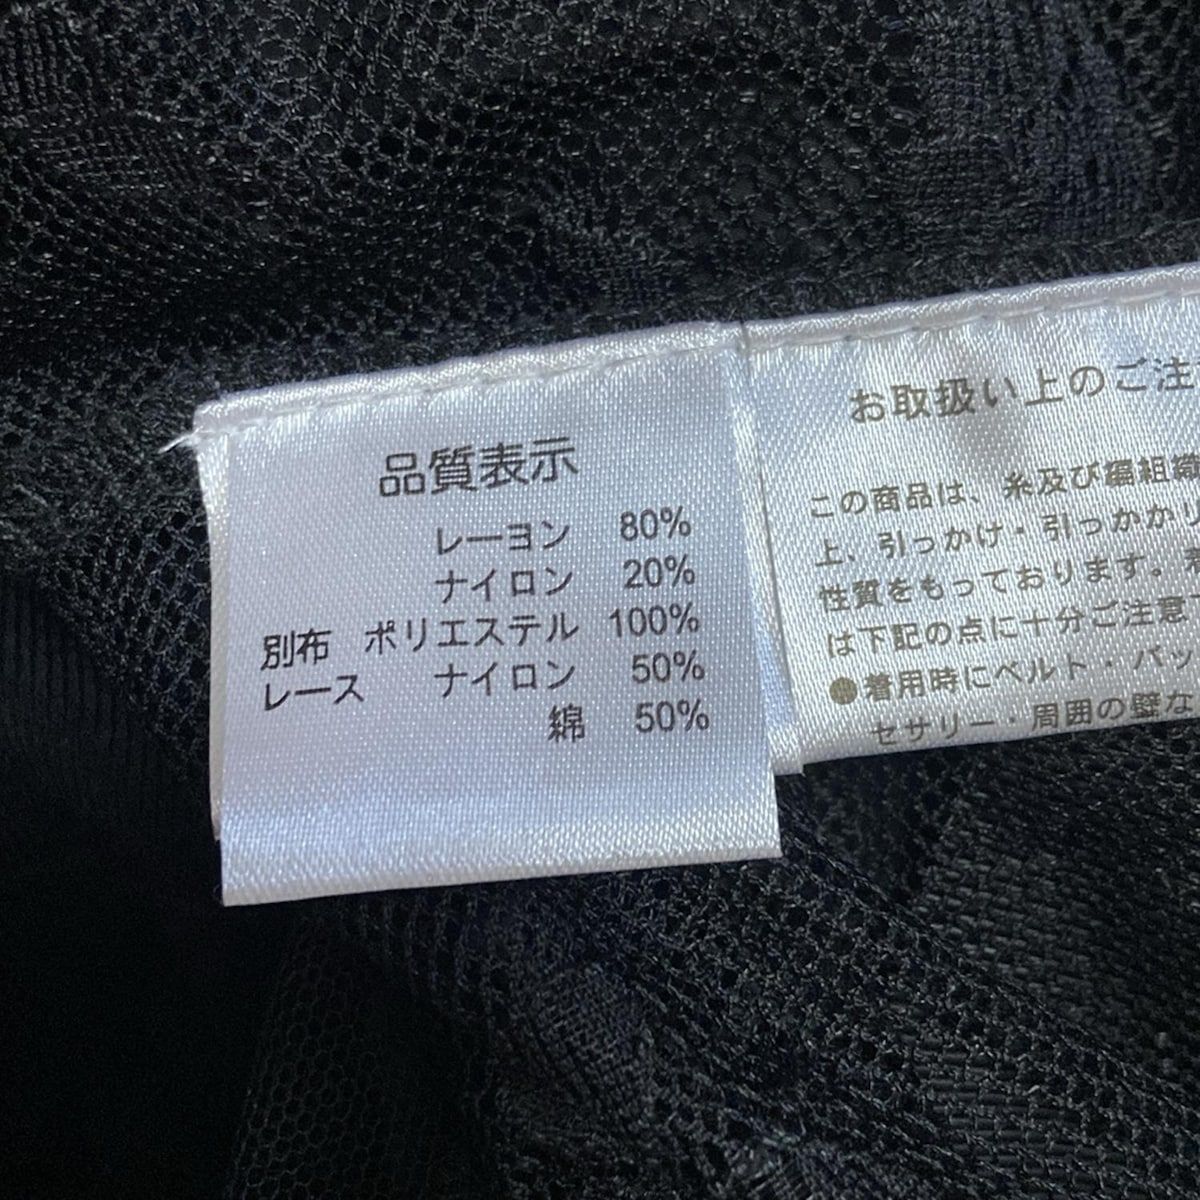 品質表示
レーヨン 80%
ナイロン 20%
別布 ポリエステル 100%
レース ナイロン 50%
綿 50%
お取扱い上のご注
この商品は、糸及び編組織
上、引っかけ・引っかかり
性質をもっております。着
は下記の点に十分ご注意
●着用時にベルト・バッ
セサリー・周囲の壁な